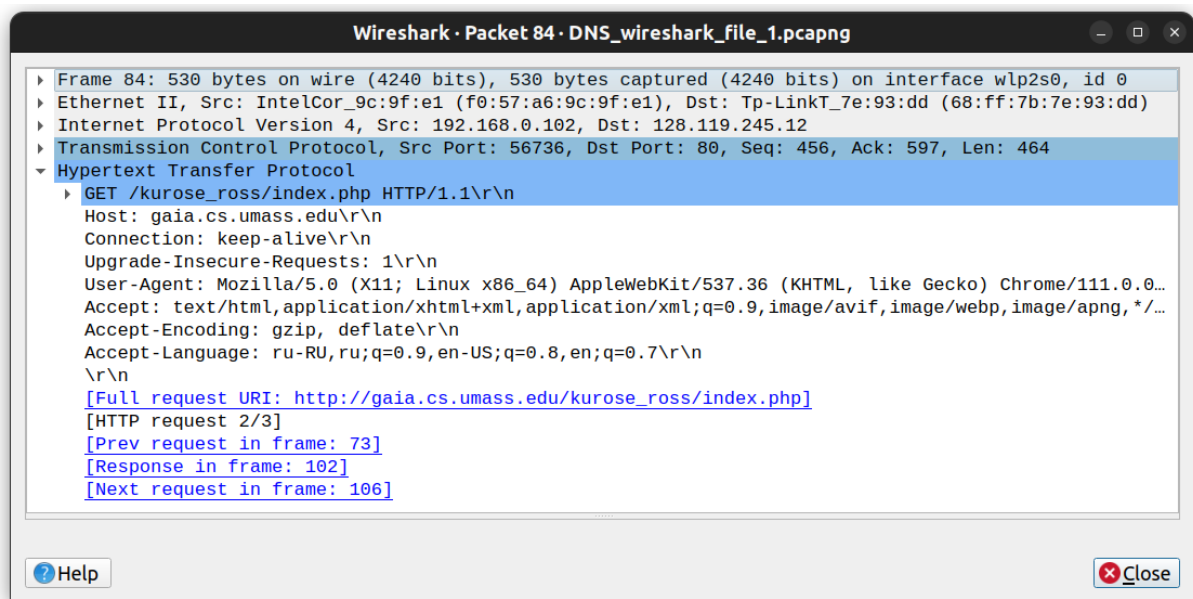 Wireshark · Packet 84 · DNS_wireshark_file_1.pcapng
Frame 84: 530 bytes on wire (4240 bits), 530 bytes captured (4240 bits) on interface wlp2s0, id 0
Ethernet II, Src: IntelCor_9c:9f:e1 (f0:57:a6:9c:9f:e1), Dst: Tp-LinkT_7e:93:dd (68:ff:7b:7e:93:dd)
Internet Protocol Version 4, Src: 192.168.0.102, Dst: 128.119.245.12
Transmission Control Protocol, Src Port: 56736, Dst Port: 80, Seq: 456, Ack: 597, Len: 464
Hypertext Transfer Protocol
GET /kurose_ross/index.php HTTP/1.1\r\n
Host: gaia.cs.umass.edu\r\n
Connection: keep-alive\r\n
Upgrade-Insecure-Requests: 1\r\n
User-Agent: Mozilla/5.0 (X11; Linux x86_64) AppleWebKit/537.36 (KHTML, like Gecko) Chrome/111.0.0…
Accept: text/html,application/xhtml+xml,application/xml;q=0.9,image/avif,image/webp,image/apng,*/…
Accept-Encoding: gzip, deflate\r\n
Accept-Language: ru-RU,ru;q=0.9,en-US;q=0.8,en;q=0.7\r\n
\r\n
[Full request URI: http://gaia.cs.umass.edu/kurose_ross/index.php]
[HTTP request 2/3]
[Prev request in frame: 73]
[Response in frame: 102]
[Next request in frame: 106]
Help
Close